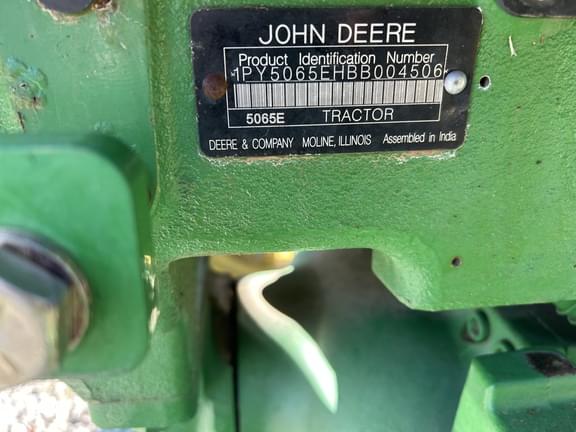 JOHN DEERE
Product Identification Number
1PY5065EHBB004506
5065E TRACTOR
DEERE & COMPANY MOLINE, ILLINOIS Assembled in India